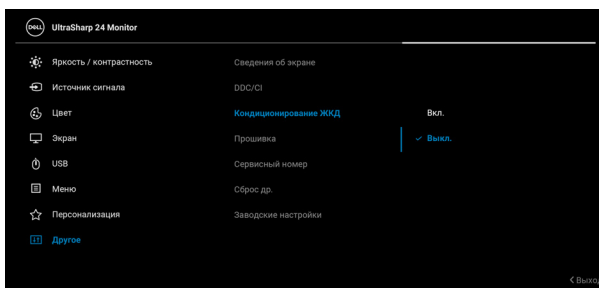 DELL UltraSharp 24 Monitor
Яркость / контрастность
Источник сигнала
Цвет
Экран
USB
Меню
Персонализация
Другое
Сведения об экране
DDC/CI
Кондиционирование ЖКД
Прошивка
Сервисный номер
Сброс др.
Заводские настройки
Вкл.
Выкл.
Выход